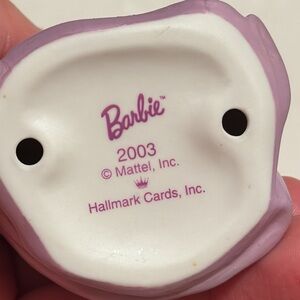 Barbie™
2003
© Mattel, Inc.
Hallmark Cards, Inc.